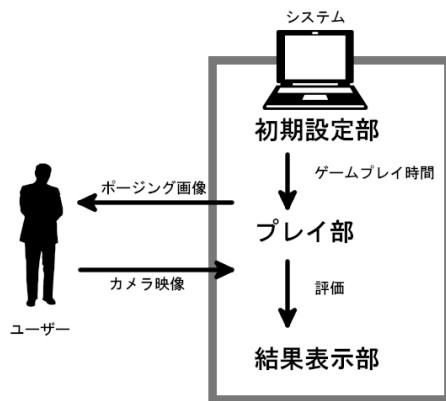 システム
初期設定部
ゲームプレイ時間
ポージング画像
プレイ部
カメラ映像
評価
ユーザー
結果表示部